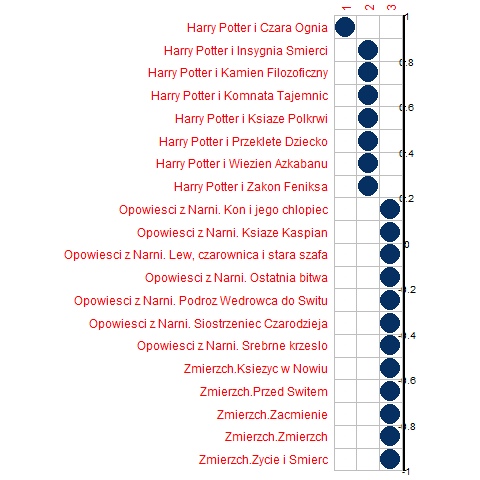 1 2 3
1
Harry Potter i Czara Ognia
Harry Potter i Insygnia Smierci
0.8
Harry Potter i Kamien Filozoficzny
Harry Potter i Komnata Tajemnic
0.6
Harry Potter i Ksiaze Polkrwi
Harry Potter i Przeklete Dziecko
0.4
Harry Potter i Wiezien Azkabanu
Harry Potter i Zakon Feniksa
0.2
Opowiesci z Narni. Kon i jego chlopiec
Opowiesci z Narni. Ksiaze Kaspian
0
Opowiesci z Narni. Lew, czarownica i stara szafa
Opowiesci z Narni. Ostatnia bitwa
-0.2
Opowiesci z Narni. Podroz Wedrowca do Switu
Opowiesci z Narni. Siostrzeniec Czarodzieja
-0.4
Opowiesci z Narni. Srebrne krzeslo
Zmierzch.Ksiezyc w Nowiu
-0.6
Zmierzch.Przed Switem
Zmierzch.Zacmienie
-0.8
Zmierzch.Zmierzch
Zmierzch.Zycie i Smierc
-1